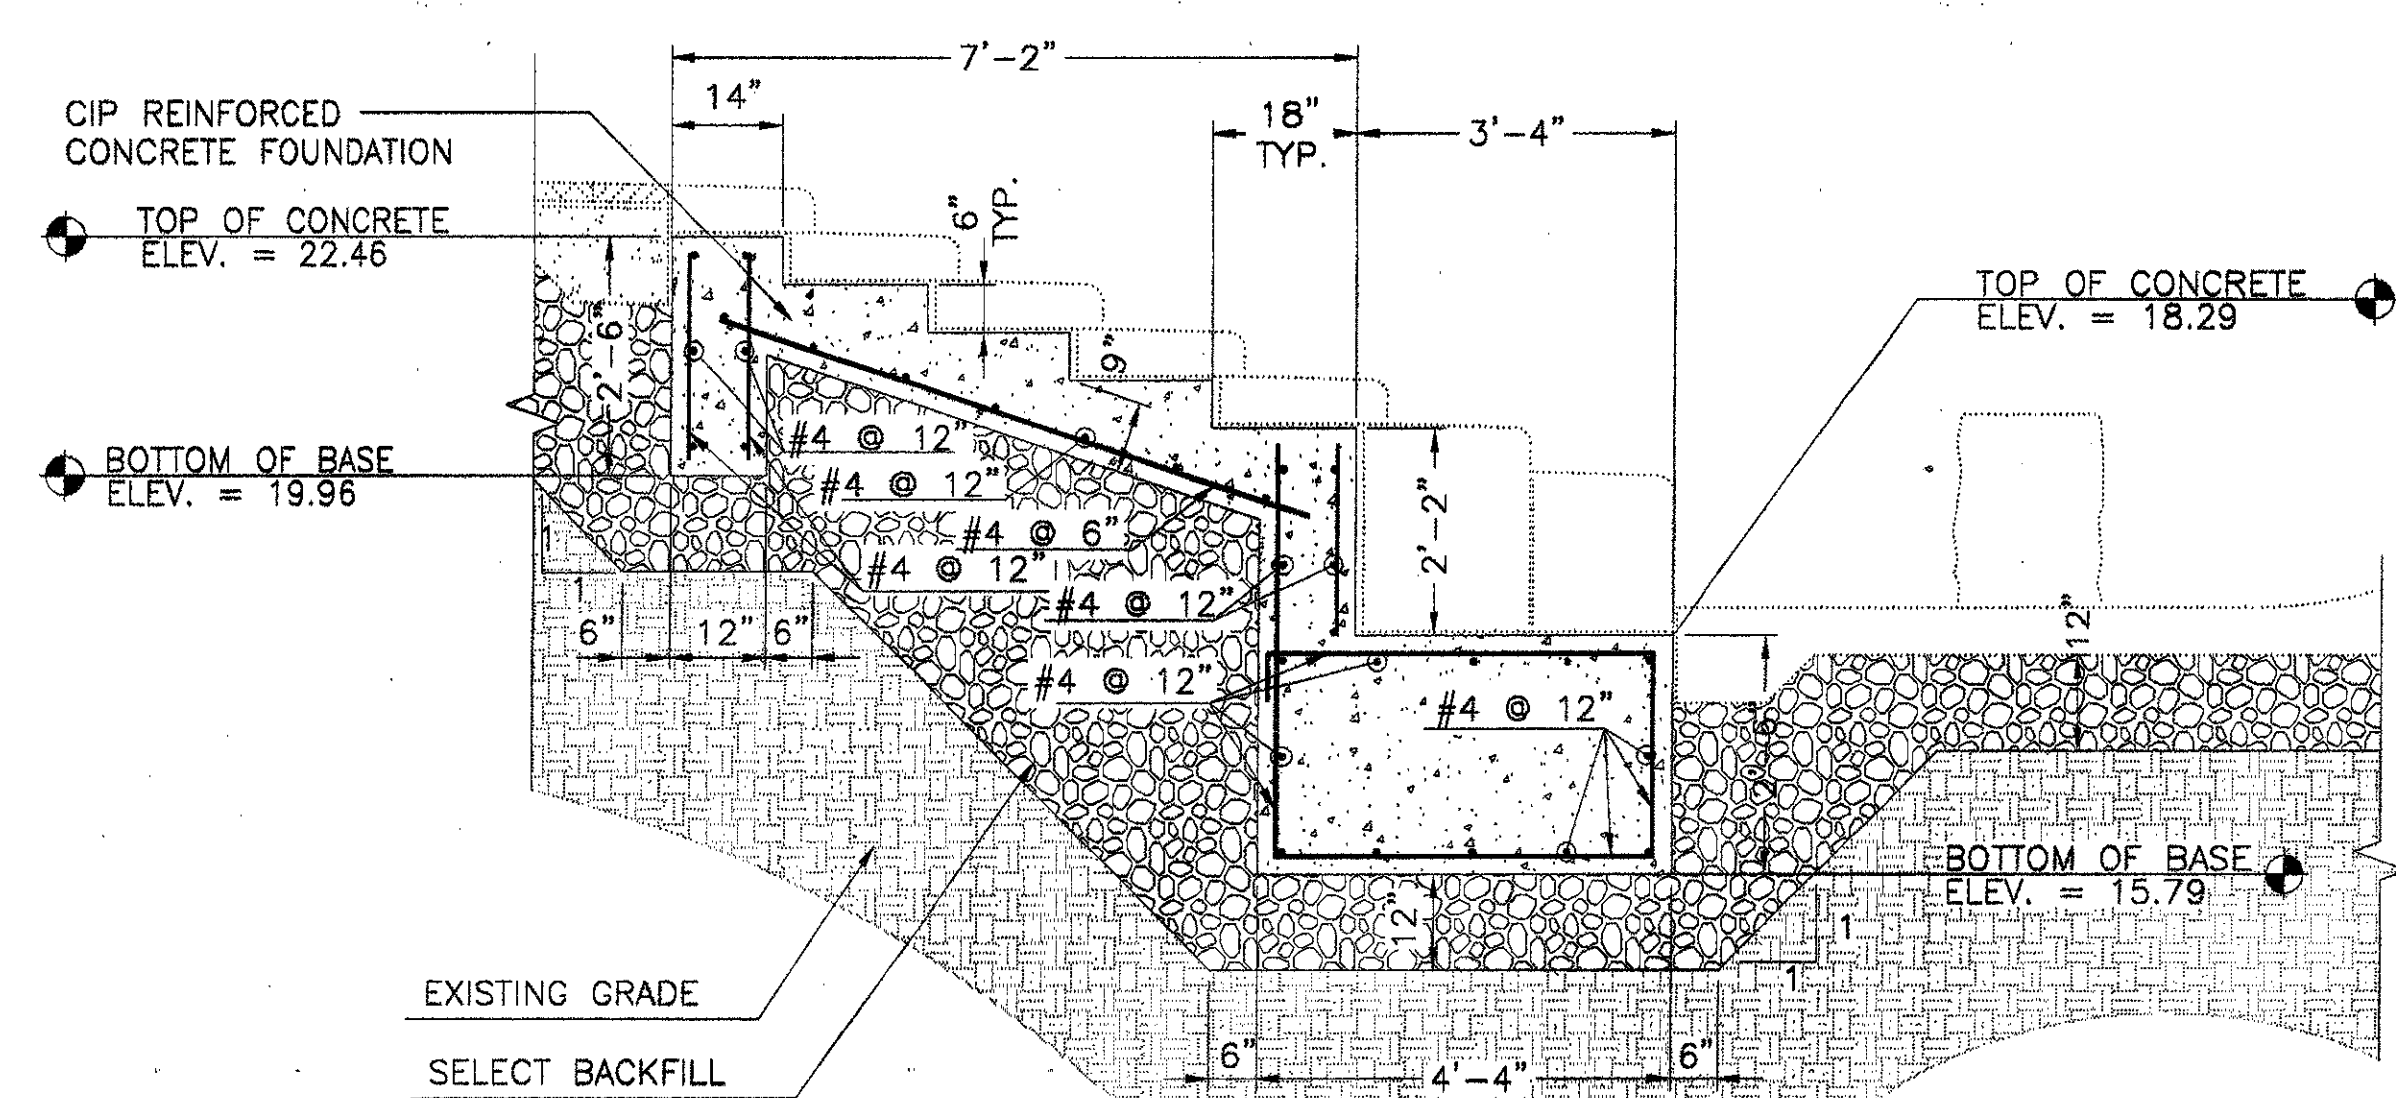 7'-2"
14"
18"
TYP.
3'-4"
CIP REINFORCED
CONCRETE FOUNDATION
6"
TYP.
TOP OF CONCRETE
ELEV. = 22.46
TOP OF CONCRETE
ELEV. = 18.29
2'-6"
9"
#4 @ 12"
BOTTOM OF BASE
ELEV. = 19.96
#4 @ 12"
#4 @ 6"
2'-2"
#4 @ 12"
#4 @ 12"
1
1
6"
12"
6"
12"
#4 @ 12"
#4 @ 12"
2'-6"
BOTTOM OF BASE
ELEV. = 15.79
12"
1
1
EXISTING GRADE
SELECT BACKFILL
6"
4'-4"
6"